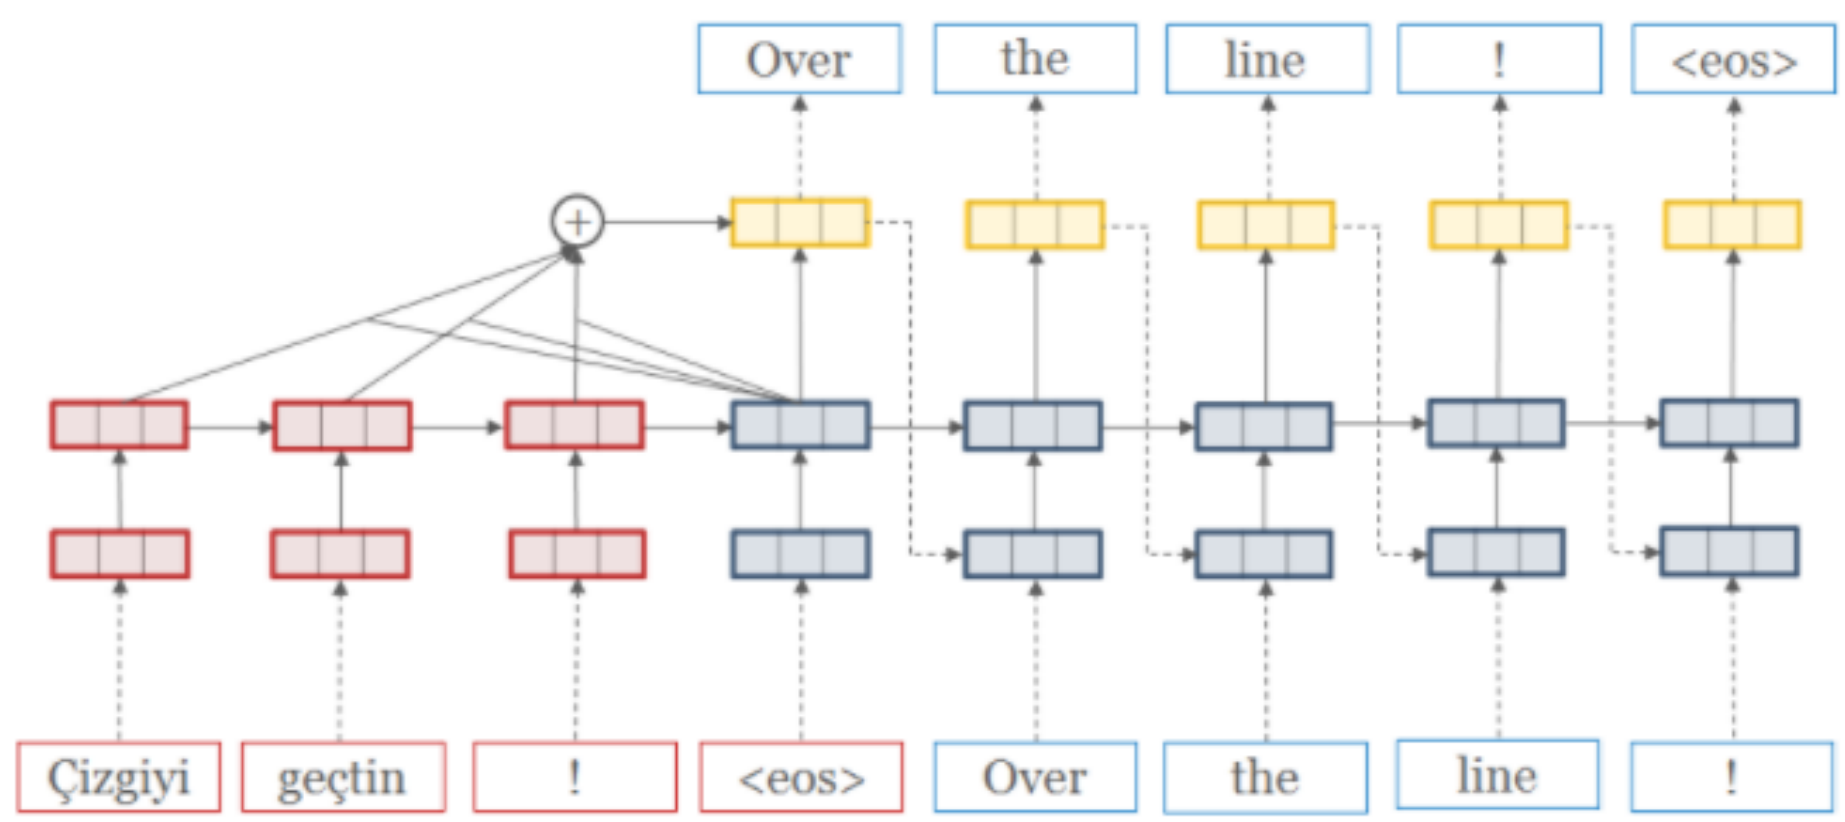 Over the line ! <eos>
+
Çizgiyi geçtin ! <eos> Over the line !